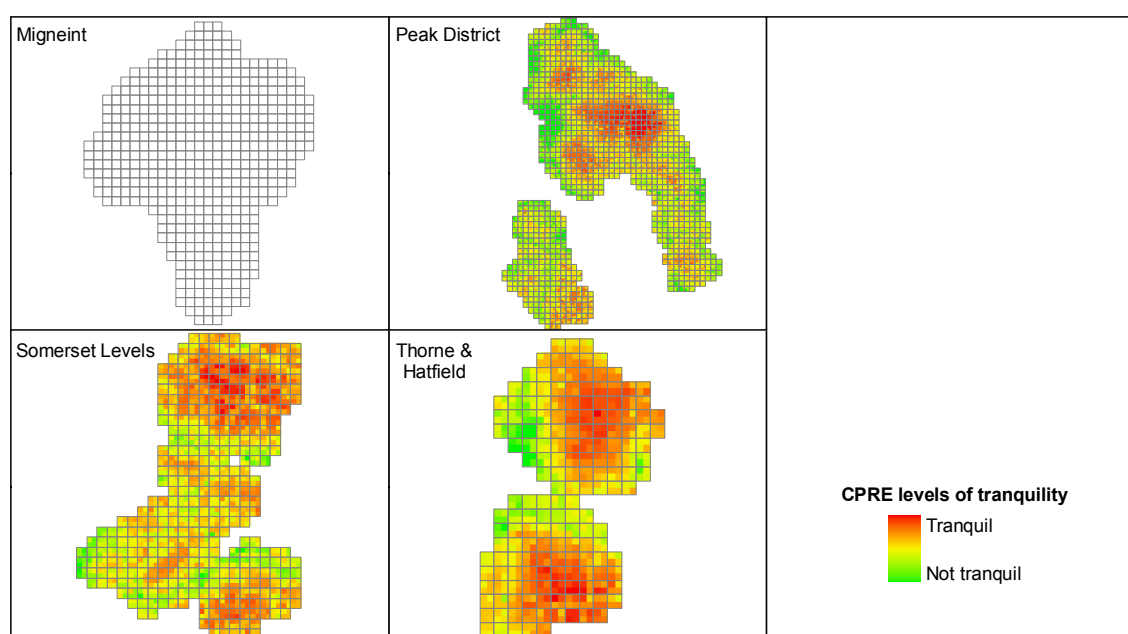 Migneint
Peak District
Somerset Levels
Thorne &
Hatfield
CPRE levels of tranquility
Tranquil
Not tranquil